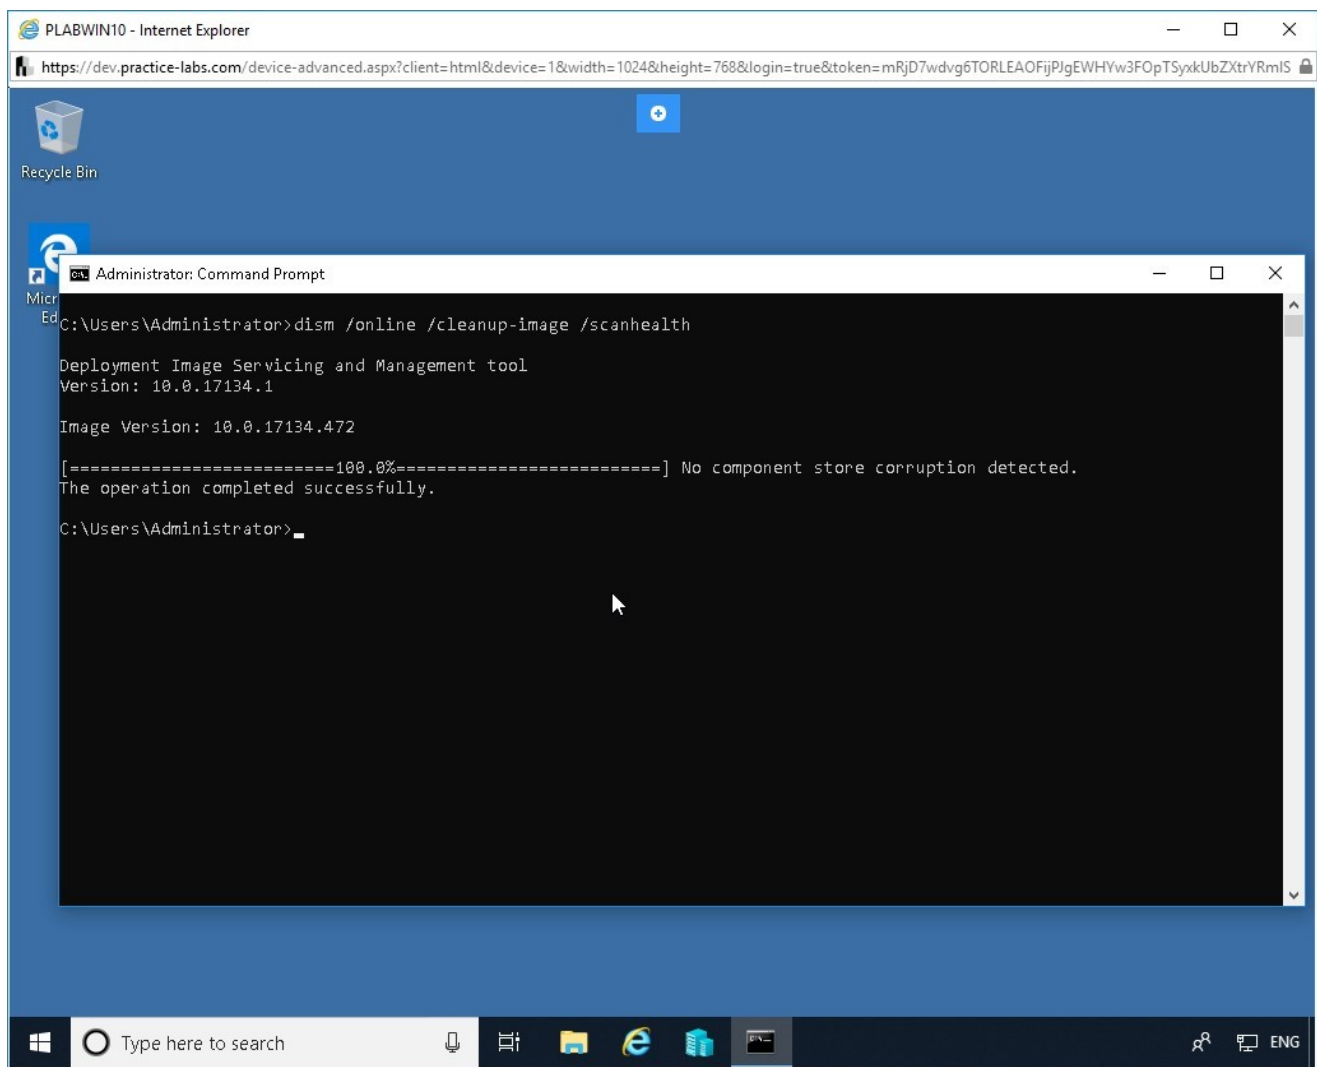 PLABWIN10 - Internet Explorer
https://dev.practice-labs.com/device-advanced.aspx?client=html&device=1&width=1024&height=768&login=true&token=mRjD7wdvg6TORLEAOFijPJgEWHYw3FOpTSyxkUbZXtrYRmIS
Recycle Bin
Administrator: Command Prompt
Micr
Ed
C:\Users\Administrator>dism /online /cleanup-image /scanhealth
Deployment Image Servicing and Management tool
Version: 10.0.17134.1
Image Version: 10.0.17134.472
[==========================100.0%==========================] No component store corruption detected.
The operation completed successfully.
C:\Users\Administrator>
Type here to search
ENG